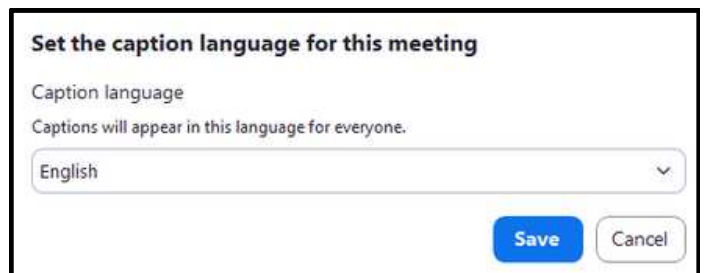 Set the caption language for this meeting
Caption language
Captions will appear in this language for everyone.
English
Save Cancel